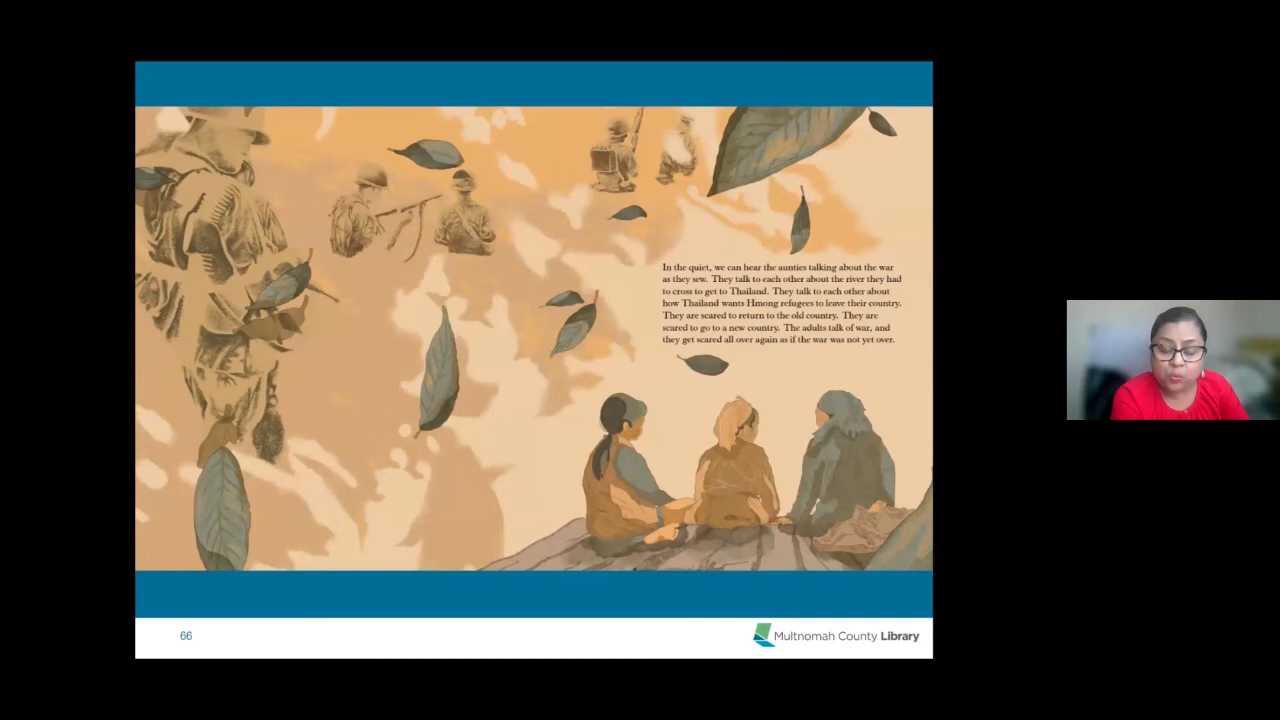 In the quiet, we can hear the aunties talking about the war
as they sew. They talk to each other about the river they had
to cross to get to Thailand. They talk to each other about
how Thailand wants Hmong refugees to leave their country.
They are scared to return to the old country. They are
scared to go to a new country. The adults talk of war, and
they get scared all over again as if the war was not yet over.
66
Multnomah County Library